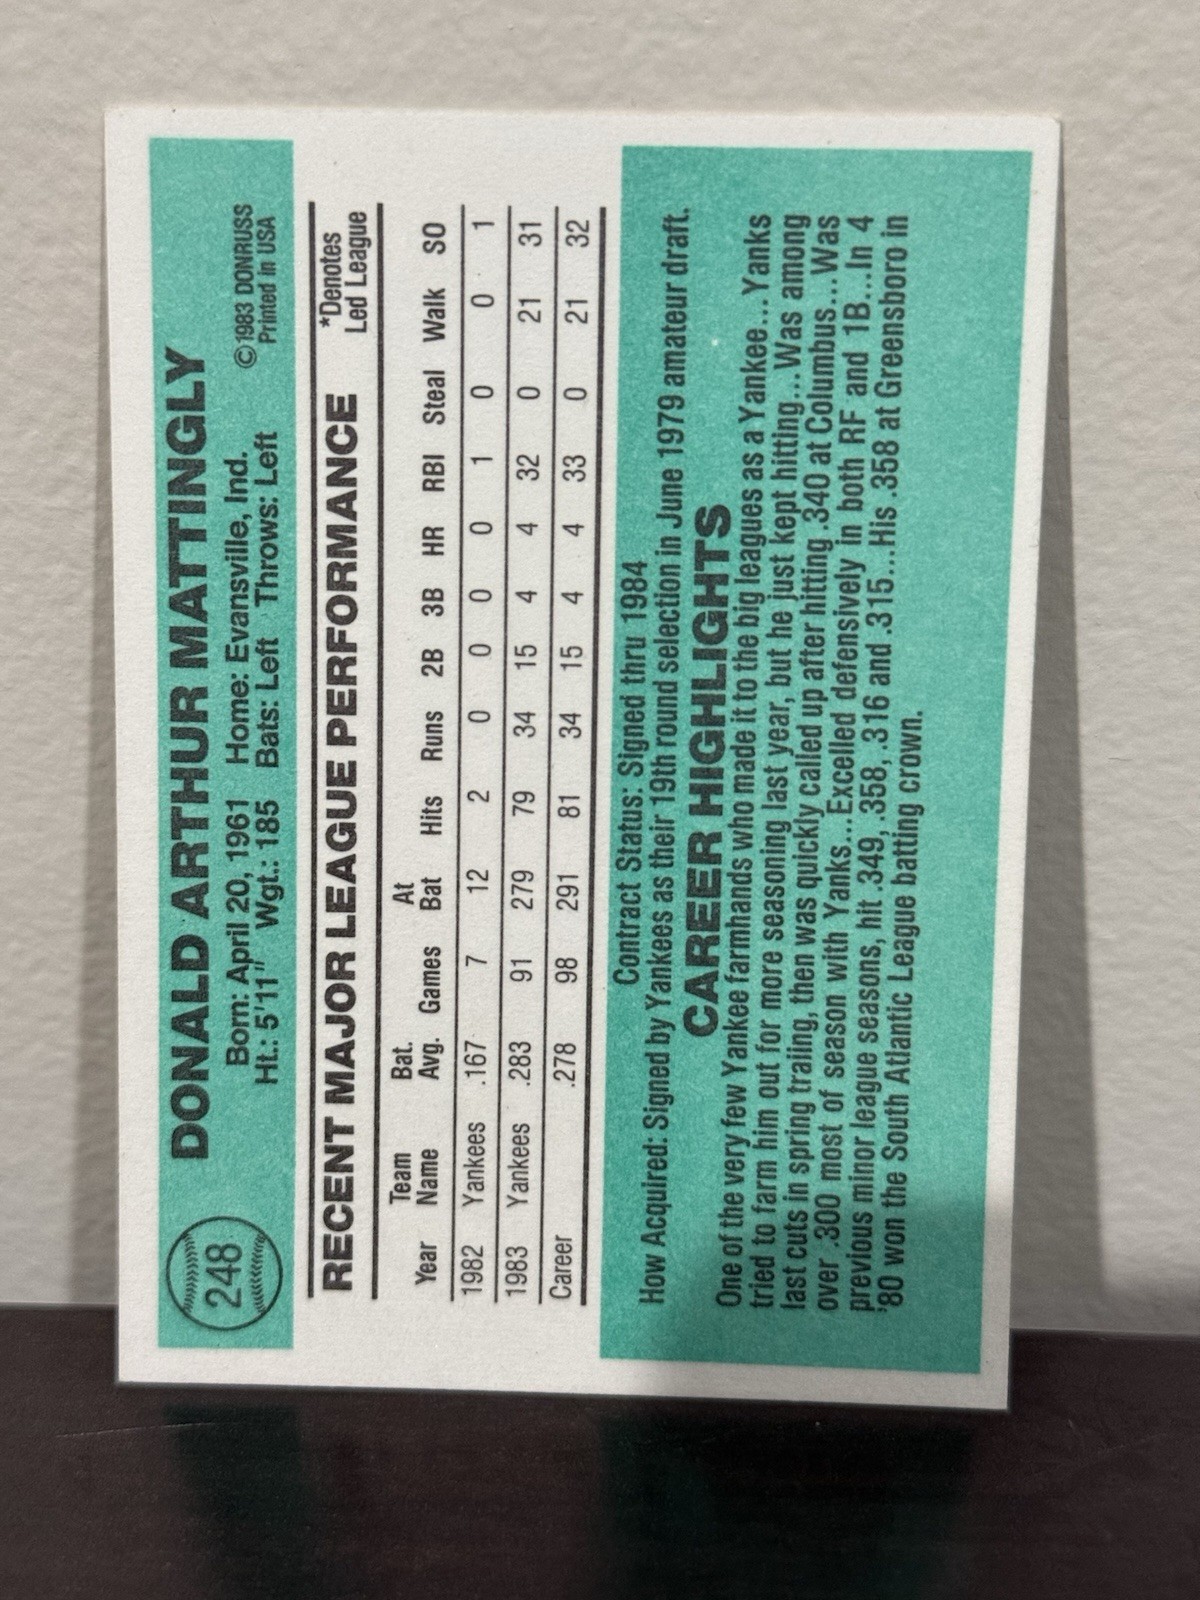 248
DONALD ARTHUR MATTINGLY
©1983 DONRUSS
Printed in USA
Born: April 20, 1961 Home: Evansville, Ind.
Ht.: 5'11" Wgt.: 185 Bats: Left Throws: Left
RECENT MAJOR LEAGUE PERFORMANCE
*Denotes
Led League
Year Team Name Bat. Avg. Games At Bat Hits Runs 2B 3B HR RBI Steal Walk SO
1982 Yankees .167 7 12 2 0 0 0 0 1 0 0 1
1983 Yankees .283 91 279 79 34 15 4 4 32 0 21 31
Career .278 98 291 81 34 15 4 4 33 0 21 32
Contract Status: Signed thru 1984
How Acquired: Signed by Yankees as their 19th round selection in June 1979 amateur draft.
CAREER HIGHLIGHTS
One of the very few Yankee farmhands who made it to the big leagues as a Yankee...Yanks
tried to farm him out for more seasoning last year, but he just kept hitting...Was among
last cuts in spring traiing, then was quickly called up after hitting .340 at Columbus...Was
over .300 most of season with Yanks...Excelled defensively in both RF and 1B....In 4
previous minor league seasons, hit .349, .358, .316 and .315...His .358 at Greensboro in
'80 won the South Atlantic League batting crown.